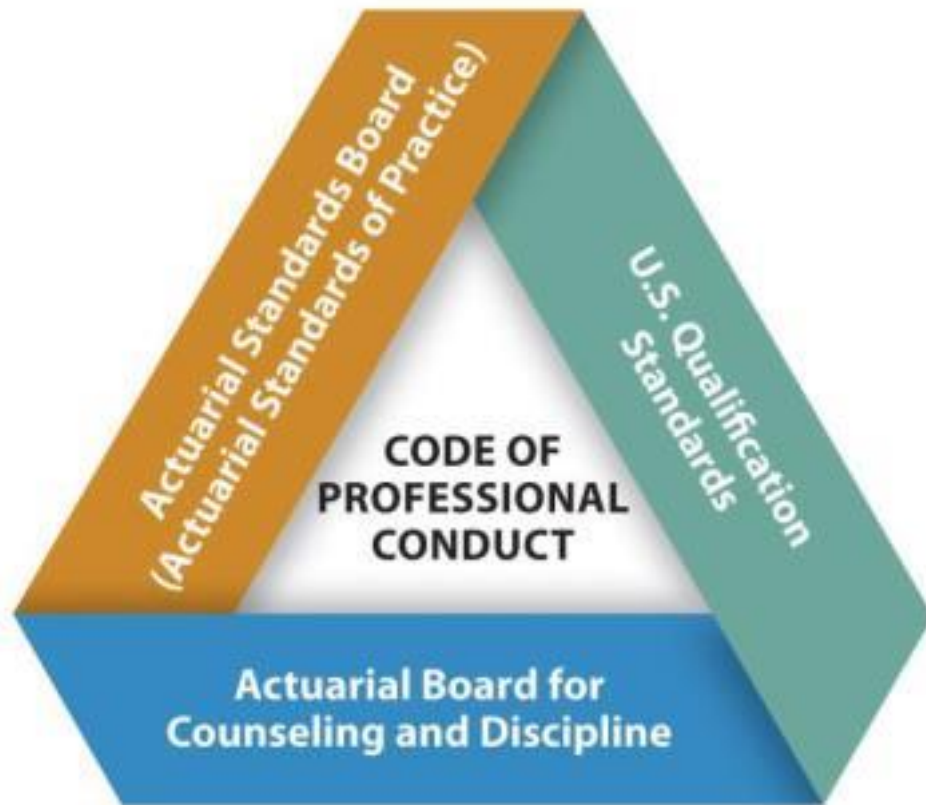 Actuarial Standards Board
(Actuarial Standards of Practice)
U.S. Qualification
Standards
CODE OF
PROFESSIONAL
CONDUCT
Actuarial Board for
Counseling and Discipline